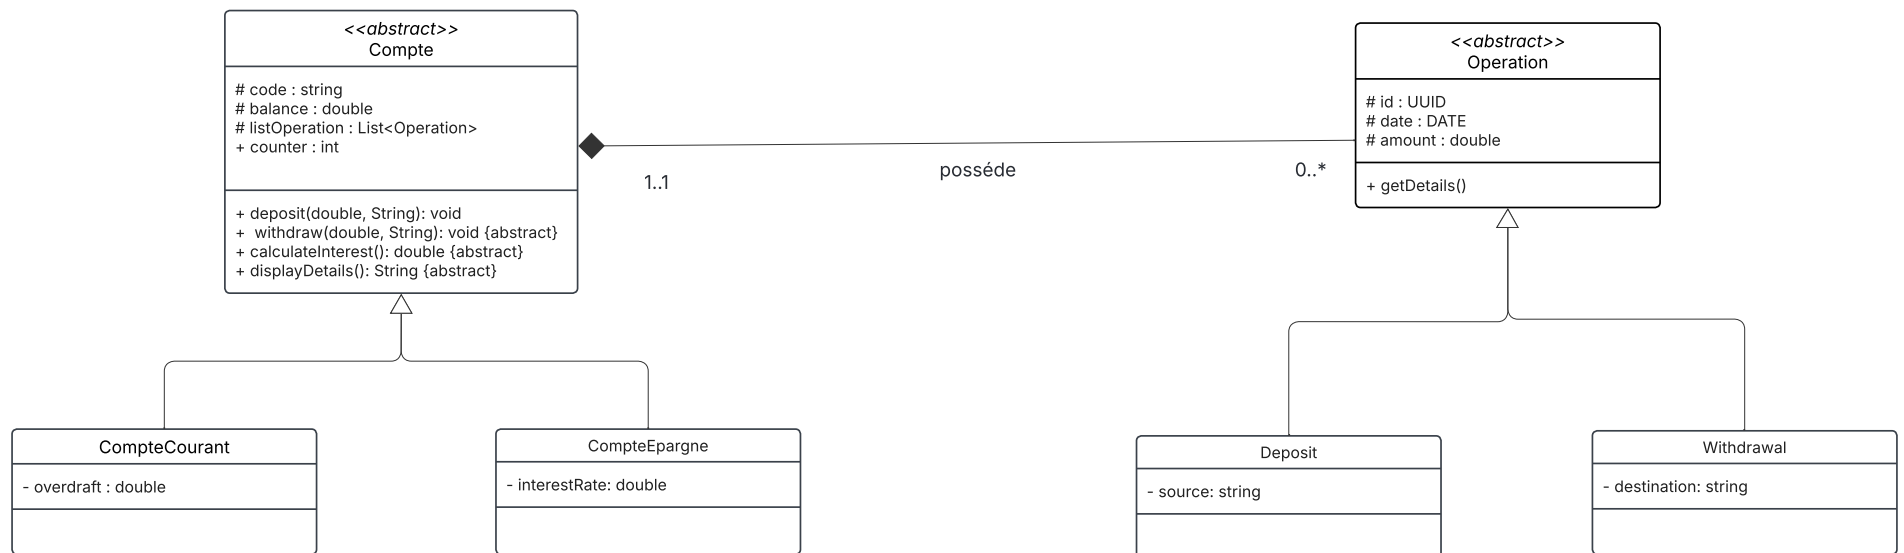 <<abstract>>
Compte
# code : string
# balance : double
# listOperation : List<Operation>
+ counter : int
+ deposit(double, String): void
+  withdraw(double, String): void {abstract}
+ calculateInterest(): double {abstract}
+ displayDetails(): String {abstract}
1..1
posséde
0..*
<<abstract>>
Operation
# id : UUID
# date : DATE
# amount : double
+ getDetails()
CompteCourant
- overdraft : double
CompteEpargne
- interestRate: double
Deposit
- source: string
Withdrawal
- destination: string